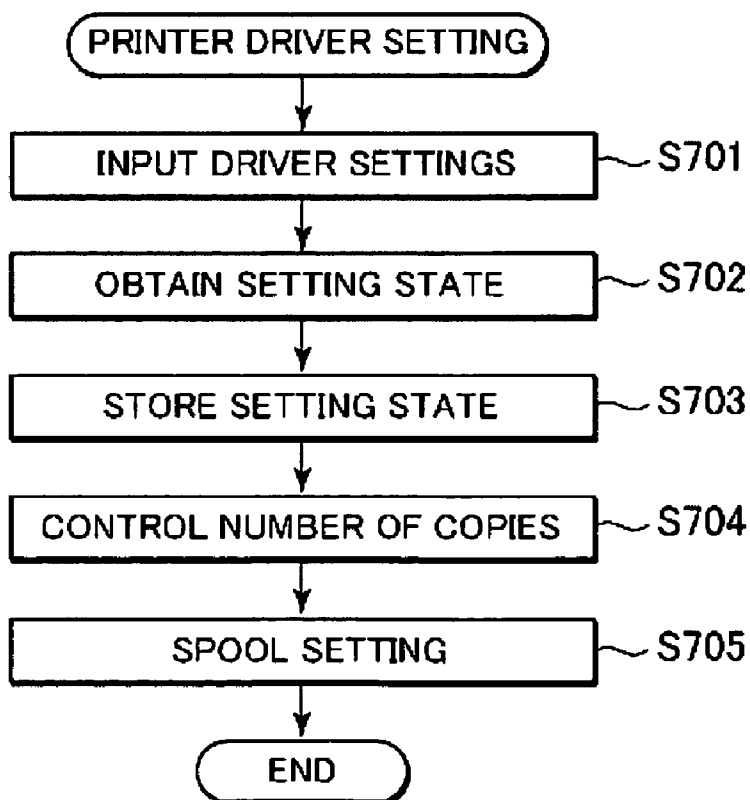 PRINTER DRIVER SETTING
INPUT DRIVER SETTINGS
S701
OBTAIN SETTING STATE
S702
STORE SETTING STATE
S703
CONTROL NUMBER OF COPIES
S704
SPOOL SETTING
S705
END